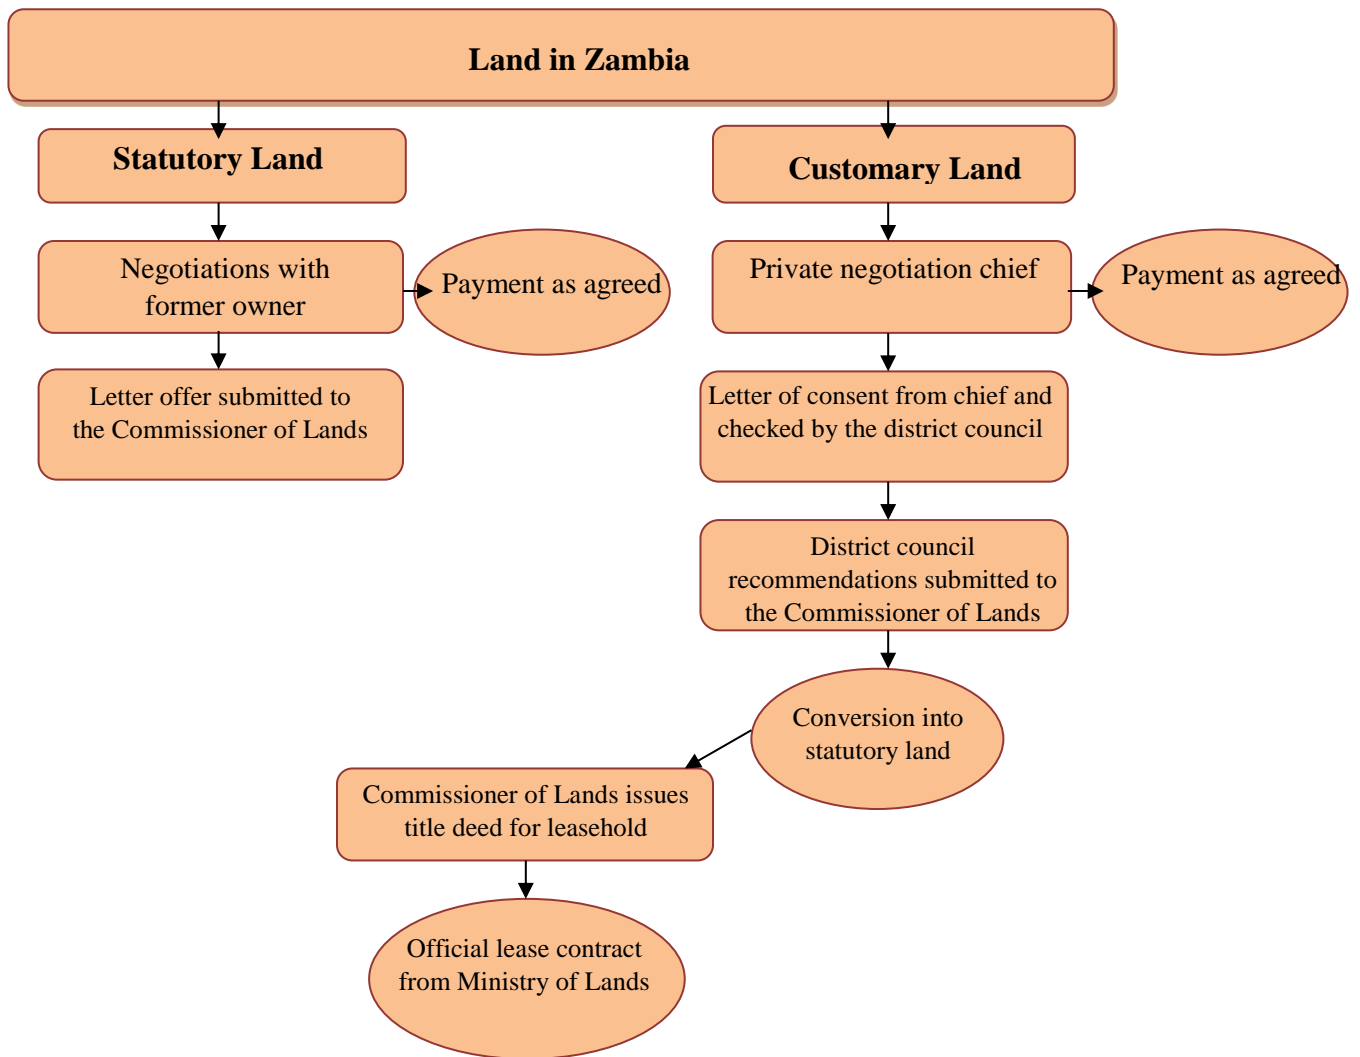 Land in Zambia
Statutory Land
Customary Land
Negotiations with
former owner
Payment as agreed
Private negotiation chief
Payment as agreed
Letter offer submitted to
the Commissioner of Lands
Letter of consent from chief and
checked by the district council
District council
recommendations submitted to
the Commissioner of Lands
Conversion into
statutory land
Commissioner of Lands issues
title deed for leasehold
Official lease contract
from Ministry of Lands